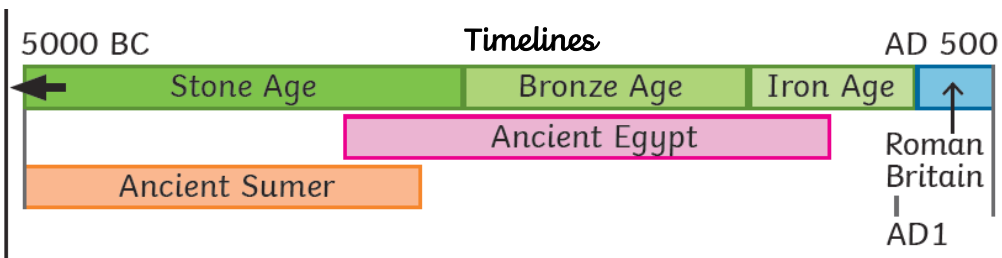 5000 BC Timelines AD 500
Stone Age Bronze Age Iron Age
Ancient Egypt
Roman
Britain
Ancient Sumer
AD1